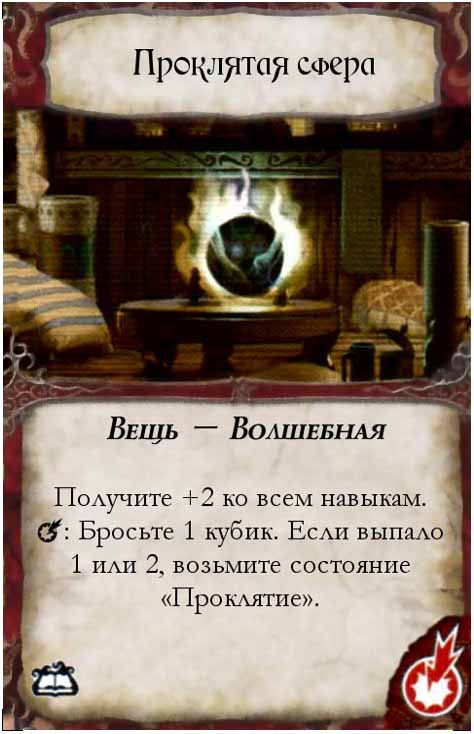 Проклятая сфера
Вещь — Волшебная
Получите +2 ко всем навыкам.
: Бросьте 1 кубик. Если выпало
1 или 2, возьмите состояние
«Проклятие».